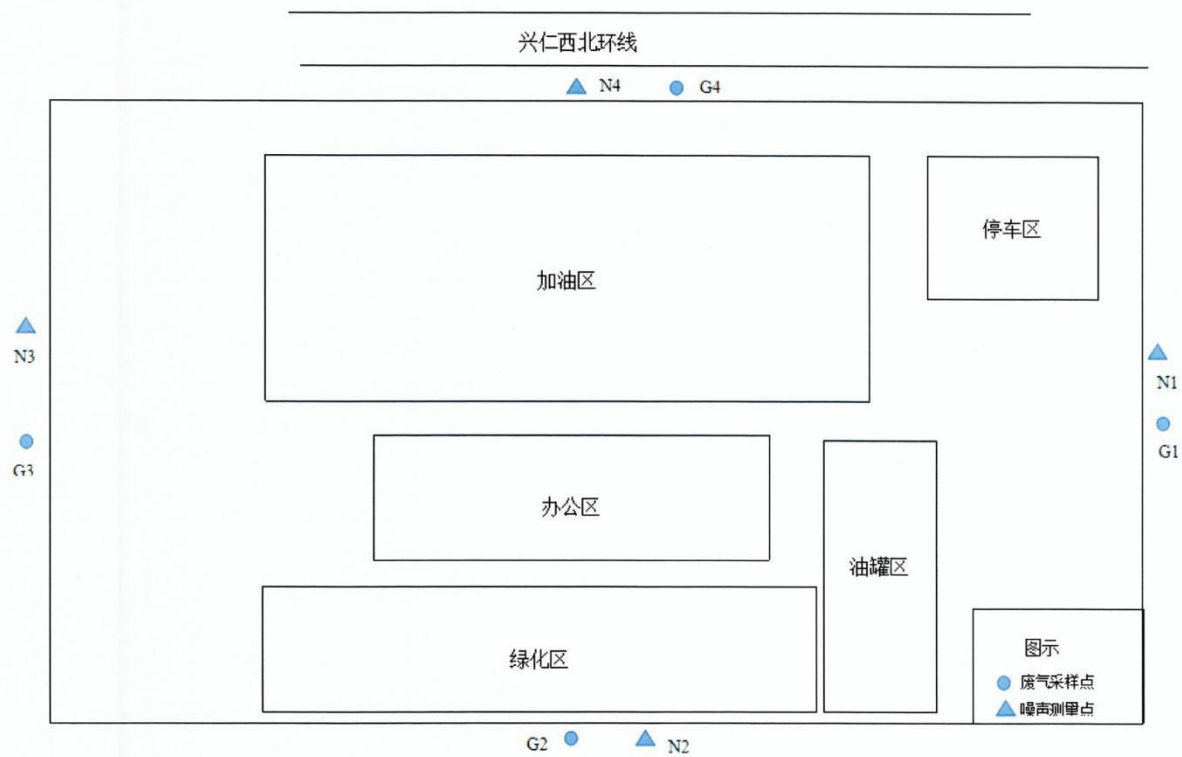 兴仁西北环线
N4
G4
停车区
加油区
N3
N1
G3
G1
办公区
油罐区
绿化区
图示
废气采样点
噪声测量点
G2
N2